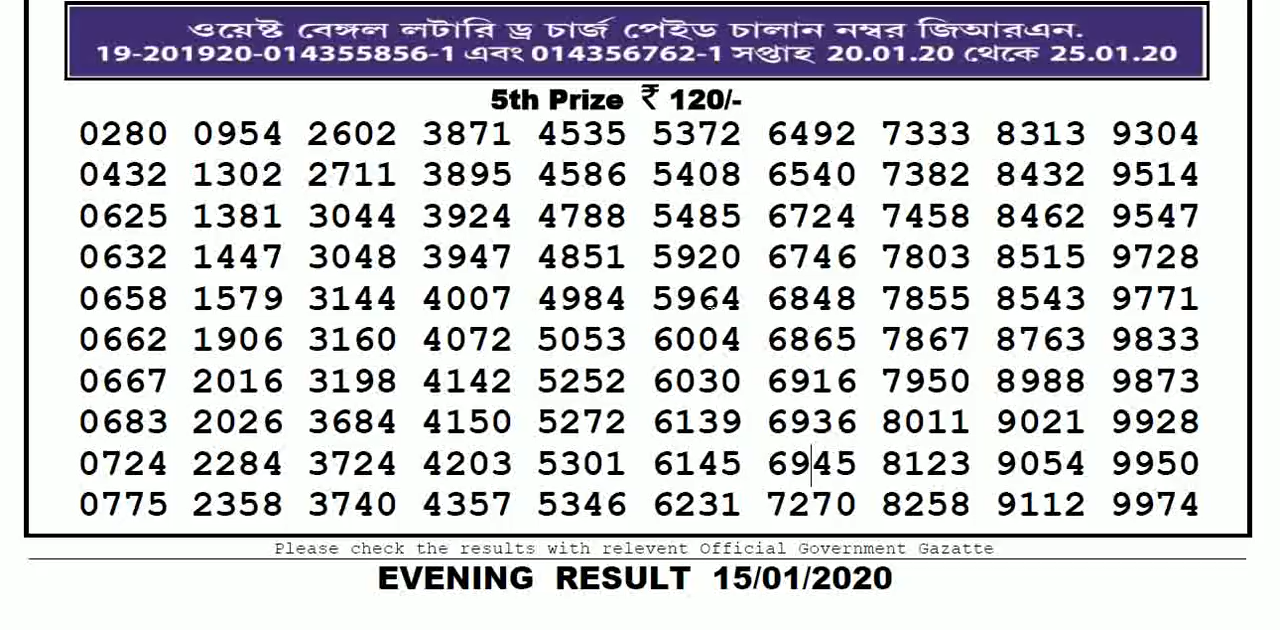 ওয়েষ্ট বেঙ্গল লটারি ড্র চার্জ পেইড চালান নম্বর জিআরএন.
19-201920-014355856-1 এবং 014356762-1 সপ্তাহ 20.01.20 থেকে 25.01.20
5th Prize ₹ 120/-
0280 0954 2602 3871 4535 5372 6492 7333 8313 9304
0432 1302 2711 3895 4586 5408 6540 7382 8432 9514
0625 1381 3044 3924 4788 5485 6724 7458 8462 9547
0632 1447 3048 3947 4851 5920 6746 7803 8515 9728
0658 1579 3144 4007 4984 5964 6848 7855 8543 9771
0662 1906 3160 4072 5053 6004 6865 7867 8763 9833
0667 2016 3198 4142 5252 6030 6916 7950 8988 9873
0683 2026 3684 4150 5272 6139 6936 8011 9021 9928
0724 2284 3724 4203 5301 6145 6945 8123 9054 9950
0775 2358 3740 4357 5346 6231 7270 8258 9112 9974
Please check the results with relevent Official Government Gazatte
EVENING RESULT 15/01/2020